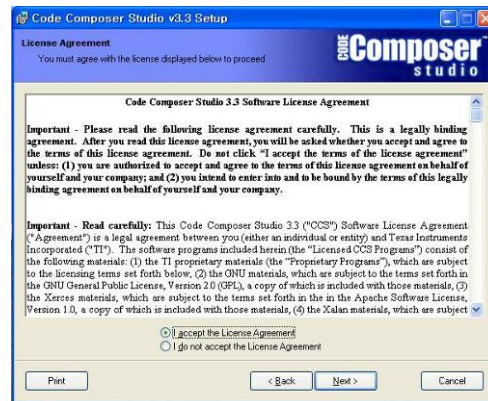 Code Composer Studio v3.3 Setup
License Agreement
You must agree with the license displayed below to proceed
CODE Composer
studio
Code Composer Studio 3.3 Software License Agreement
Important - Please read the following license agreement carefully. This is a legally binding
agreement. After you read this license agreement, you will be asked whether you accept and agree to
the terms of this license agreement. Do not click "I accept the terms of the license agreement"
unless: (1) you are authorized to accept and agree to the terms of this license agreement on behalf of
yourself and your company; and (2) you intend to enter into and to be bound by the terms of this legally
binding agreement on behalf of yourself and your company.
Important - Read carefully: This Code Composer Studio 3.3 ("CCS") Software License Agreement
("Agreement") is a legal agreement between you (either an individual or entity) and Texas Instruments
Incorporated ("TI"). The software programs included herein (the "Licensed CCS Programs") consist of
the following materials: (1) the TI proprietary materials (the "Proprietary Programs"), which are subject
to the licensing terms set forth below, (2) the GNU materials, which are subject to the terms set forth in
the GNU General Public License, Version 2.0 (GPL), a copy of which is included with those materials, (3)
the Xerces materials, which are subject to the terms set forth in the in the Apache Software License,
Version 1.0, a copy of which is included with those materials, (4) the Xalan materials, which are subject
I accept the License Agreement
I do not accept the License Agreement
Print
< Back
Next >
Cancel